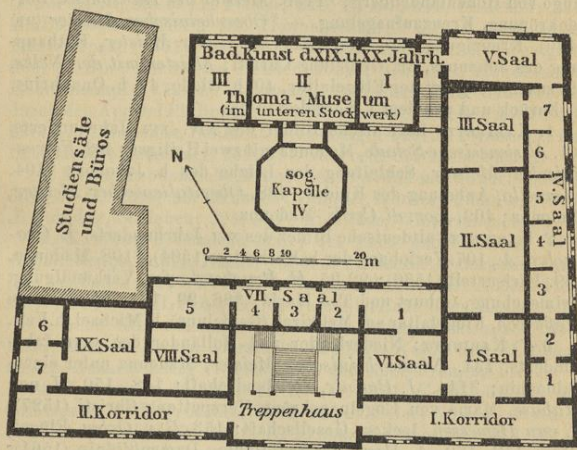 Bad. Kunst d. XIX. u. XX. Jahrh.
III II I
Thoma-Museum
(im unteren Stockwerk)
V. Saal
III. Saal
7
6
IV. Saal
5
4
3
2
1
II. Saal
I. Saal
Studiensäle
und Büros
N
sog.
Kapelle
IV
0 2 4 6 8 10 20 m
VII. Saal
5 4 3 2 1
6
7
IX. Saal
VIII. Saal
VI. Saal
II. Korridor
Treppenhaus
I. Korridor